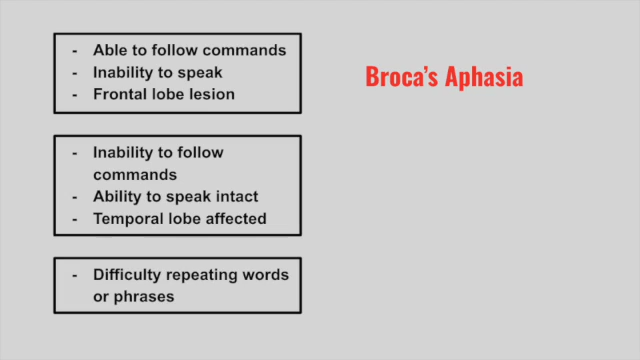 - Able to follow commands
- Inability to speak
- Frontal lobe lesion
Broca's Aphasia
- Inability to follow
commands
- Ability to speak intact
- Temporal lobe affected
- Difficulty repeating words
or phrases